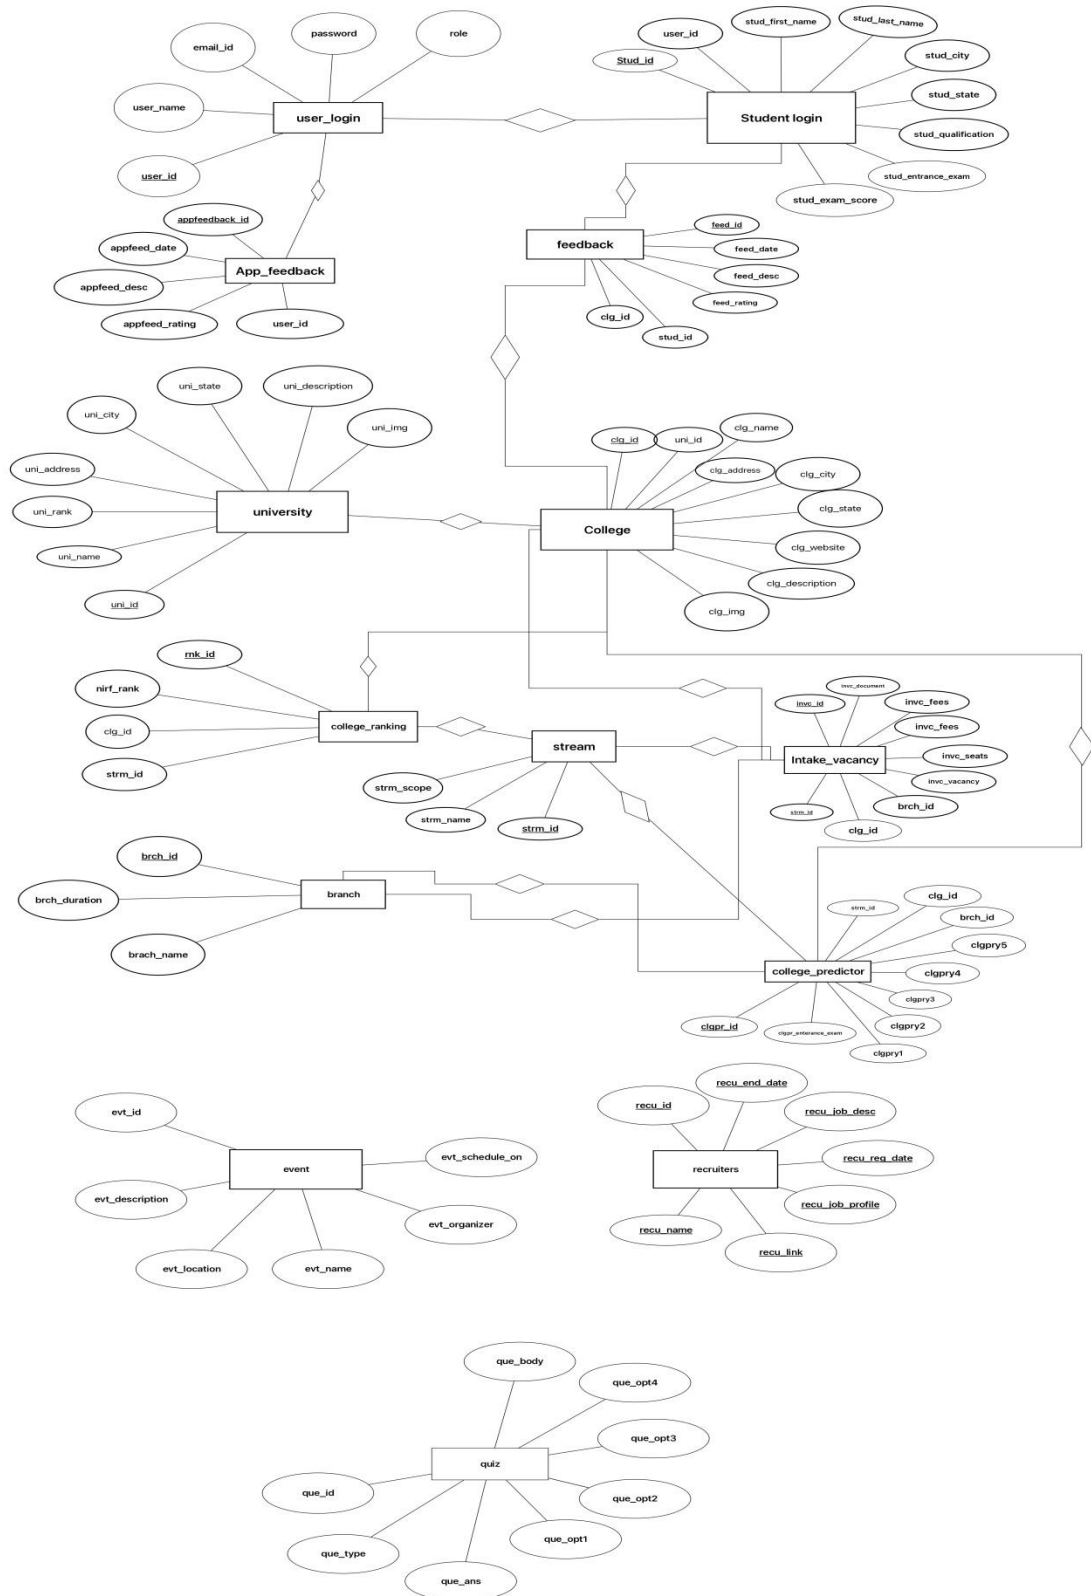 password
role
email_id
user_name
user_login
user_id
stud_first_name
stud_last_name
user_id
Stud_id
stud_city
stud_state
Student login
stud_qualification
stud_entrance_exam
stud_exam_score
appfeedback_id
appfeed_date
App_feedback
appfeed_desc
appfeed_rating
user_id
feed_id
feedback
feed_date
feed_desc
feed_rating
clg_id
stud_id
uni_state
uni_description
uni_city
uni_img
uni_address
uni_rank
university
uni_name
uni_id
clg_name
clg_id
uni_id
clg_address
clg_city
clg_state
College
clg_website
clg_description
clg_img
rnk_id
nirf_rank
clg_id
college_ranking
strm_id
stream
strm_scope
strm_name
strm_id
invc_document
invc_id
invc_fees
invc_fees
Intake_vacancy
invc_seats
invc_vacancy
brch_id
strm_id
clg_id
brch_id
brch_duration
branch
brach_name
clg_id
strm_id
brch_id
clgpry5
college_predictor
clgpry4
clgpry3
clgpr_id
clgpr_enterance_exam
clgpry2
clgpry1
evt_id
event
evt_schedule_on
evt_description
evt_organizer
evt_location
evt_name
recu_end_date
recu_id
recu_job_desc
recruiters
recu_reg_date
recu_job_profile
recu_name
recu_link
que_body
que_opt4
que_opt3
quiz
que_id
que_opt2
que_opt1
que_type
que_ans